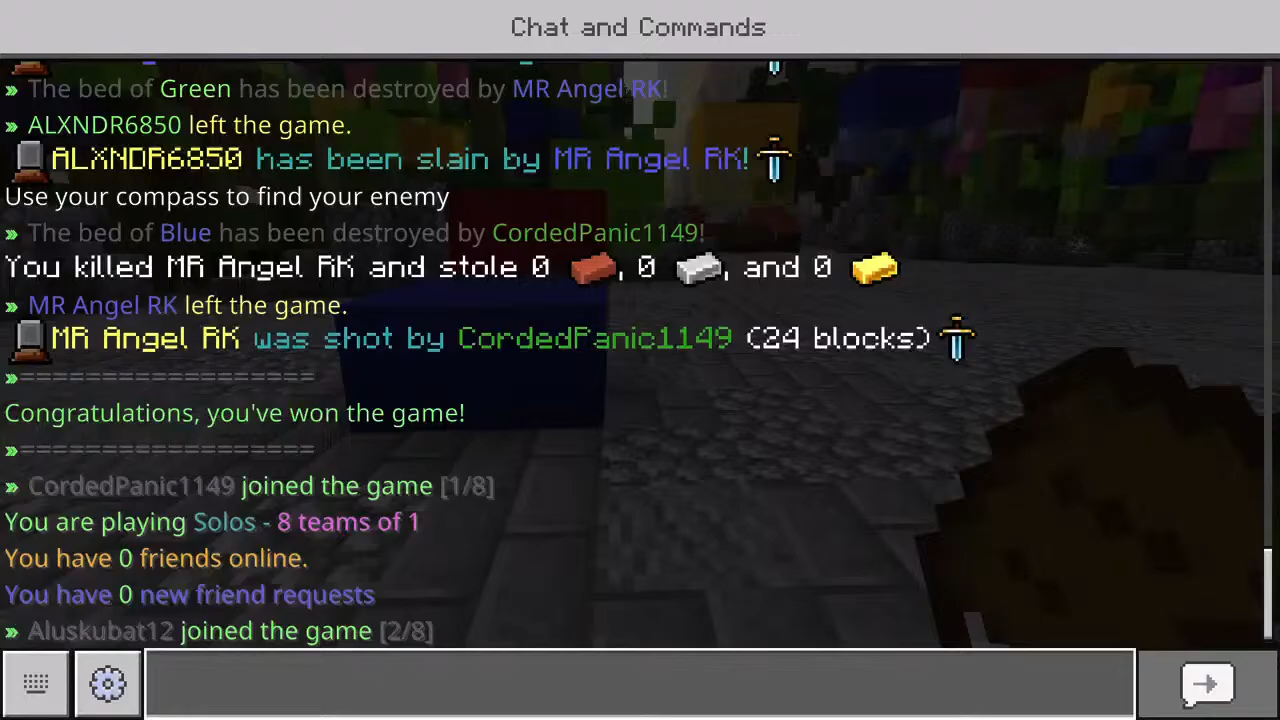 Chat and Commands
» The bed of Green has been destroyed by MR Angel RK!
» ALXNDR6850 left the game.
ALXNDR6850 has been slain by MR Angel RK!
Use your compass to find your enemy
» The bed of Blue has been destroyed by CordedPanic1149!
You killed MR Angel RK and stole 0 , 0 , and 0
» MR Angel RK left the game.
MR Angel RK was shot by CordedPanic1149 (24 blocks)
»==================
Congratulations, you've won the game!
»==================
» CordedPanic1149 joined the game [1/8]
You are playing Solos - 8 teams of 1
You have 0 friends online.
You have 0 new friend requests
» Aluskubat12 joined the game [2/8]